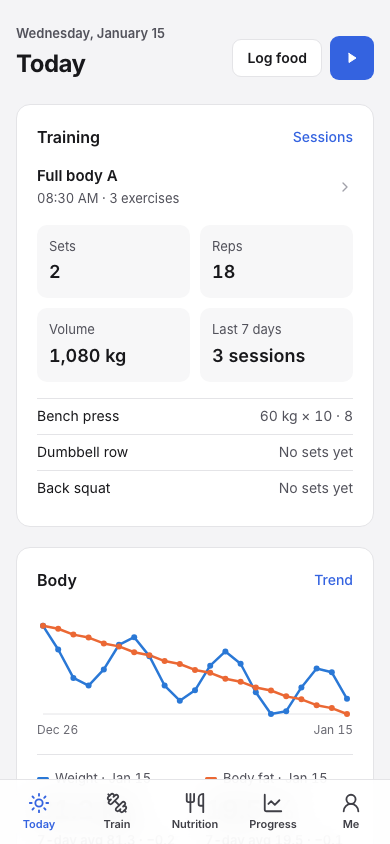 Wednesday, January 15
Today
Log food
Training
Sessions
Full body A
08:30 AM · 3 exercises
Sets
Reps
2
18
Volume
Last 7 days
1,080 kg
3 sessions
Bench press
60 kg × 10 · 8
Dumbbell row
No sets yet
Back squat
No sets yet
Body
Trend
Dec 26
Jan 15
Weight · Jan 15
Body fat · Jan 15
Today
Train
Nutrition
Progress
Me